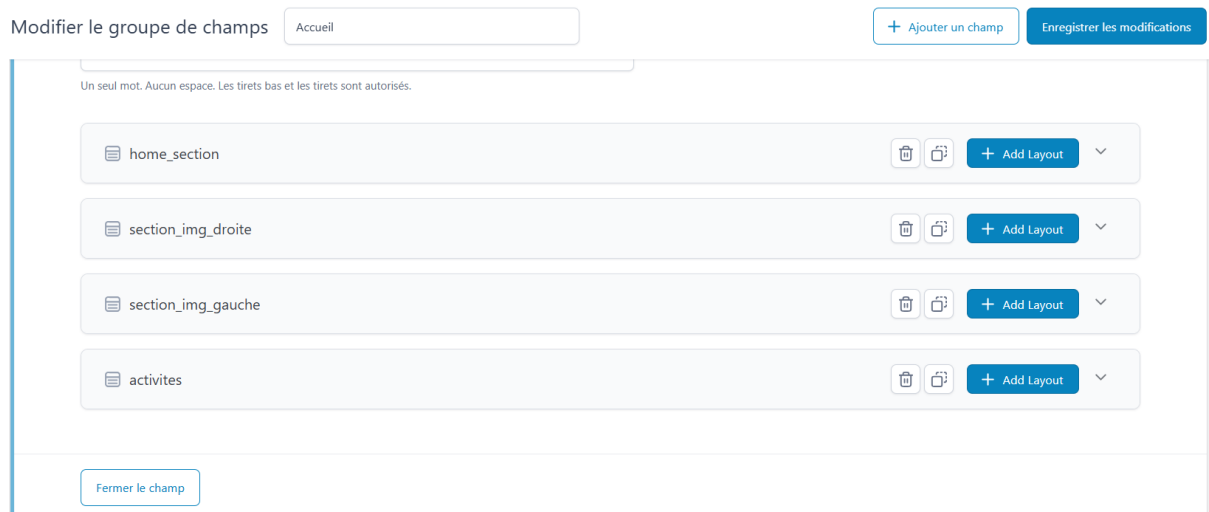 Modifier le groupe de champs Accueil + Ajouter un champ Enregistrer les modifications
Un seul mot. Aucun espace. Les tirets bas et les tirets sont autorisés.
home_section + Add Layout
section_img_droite + Add Layout
section_img_gauche + Add Layout
activites + Add Layout
Fermer le champ